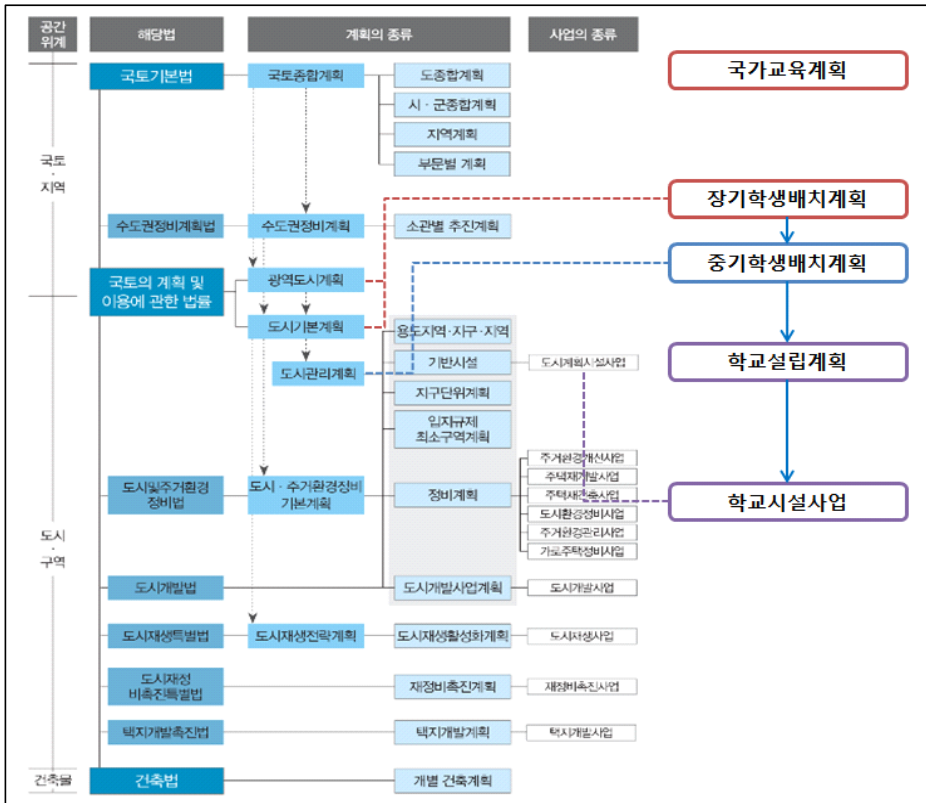 공간
위계
해당법
계획의 종류
사업의 종류
국토기본법
국토종합계획
도종합계획
국가교육계획
시 · 군종합계획
지역계획
부문별 계획
국토
·
지역
장기학생배치계획
수도권정비계획법
수도권정비계획
소관별 추진계획
중기학생배치계획
국토의 계획 및
이용에 관한 법률
광역도시계획
도시기본계획
용도지역·지구·지역
기반시설
도시계획시설사업
학교설립계획
도시관리계획
지구단위계획
입지규제
최소구역계획
주거환경개선사업
주택재개발사업
도시및주거환경
정비법
도시 · 주거환경정비
기본계획
정비계획
주택재건축사업
학교시설사업
도시환경정비사업
주거환경관리사업
가로주택정비사업
도시
·
구역
도시개발법
도시개발사업계획
도시개발사업
도시재생특별법
도시재생전략계획
도시재생활성화계획
도시재생사업
도시재정
비촉진특별법
재정비촉진계획
재정비촉진사업
택지개발촉진법
택지개발계획
택지개발사업
건축물
건축법
개별 건축계획